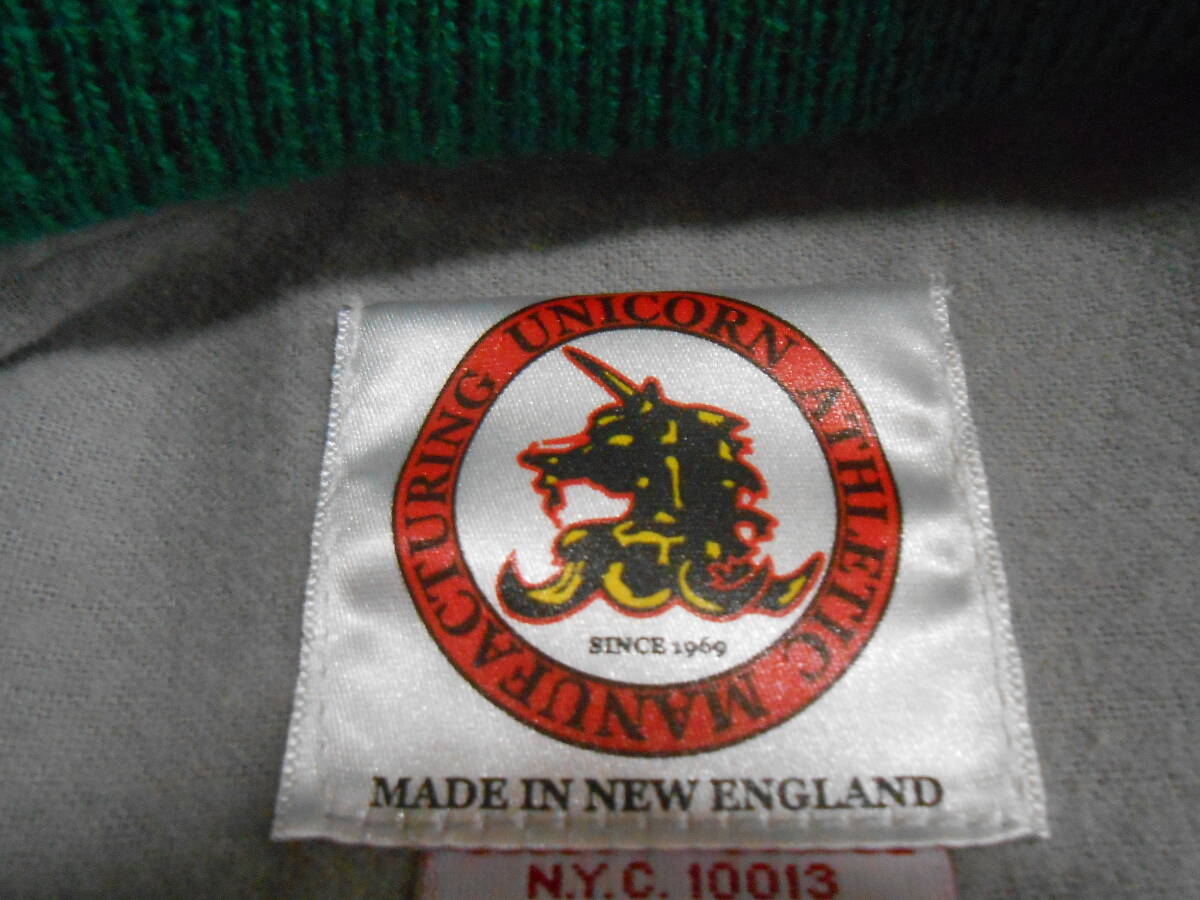 UNICORN ATHLETIC MANUFACTURING
SINCE 1969
MADE IN NEW ENGLAND
N.Y.C. 10013